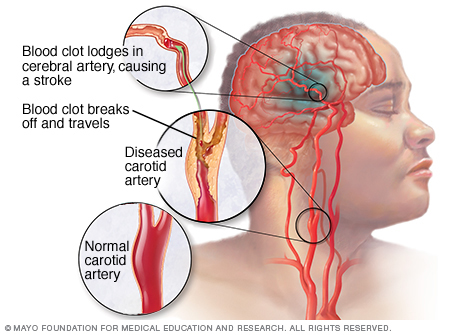 Blood clot lodges in
cerebral artery, causing
a stroke
Blood clot breaks
off and travels
Diseased
carotid
artery
Normal
carotid
artery
© MAYO FOUNDATION FOR MEDICAL EDUCATION AND RESEARCH. ALL RIGHTS RESERVED.